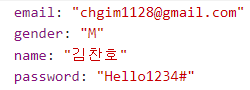 email: "chgim1128@gmail.com"
gender: "M"
name: "김찬호"
password: "Hello1234#"